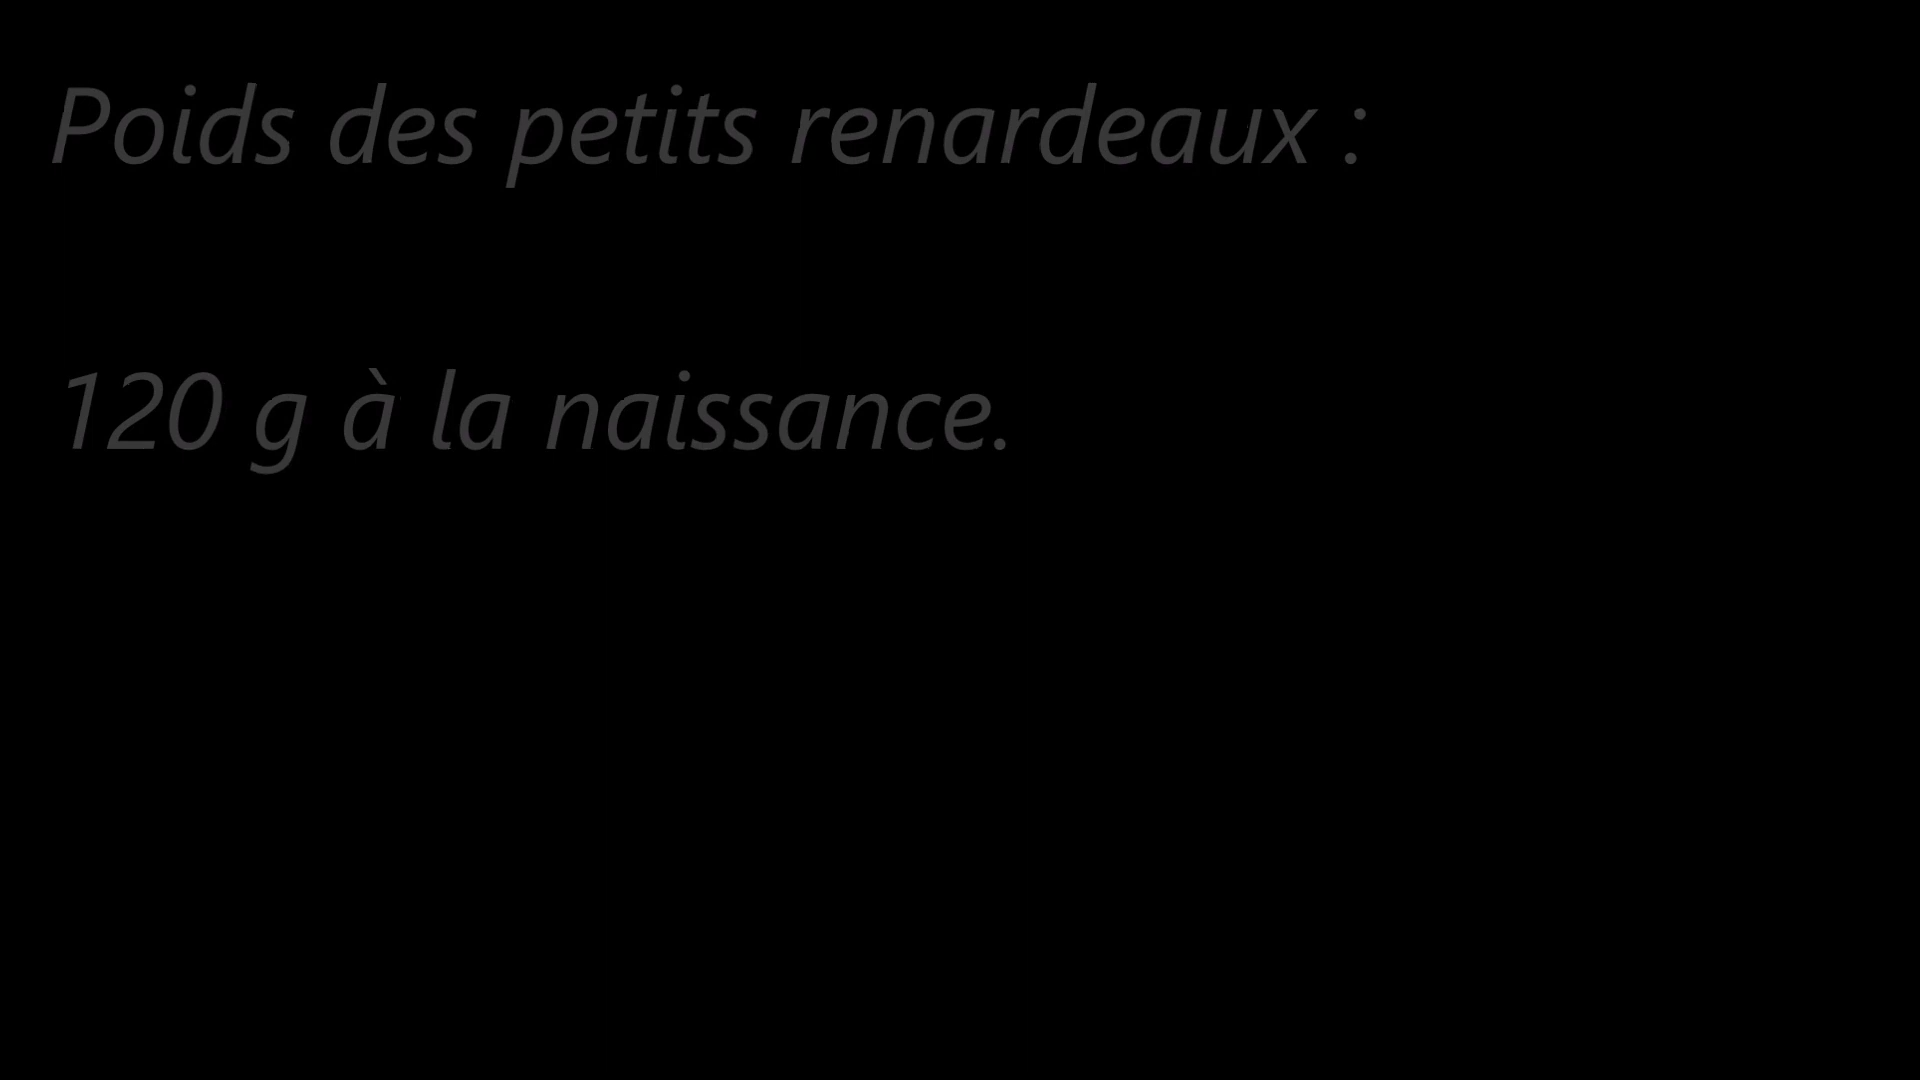 Poids des petits renardeaux :
120 g à la naissance.